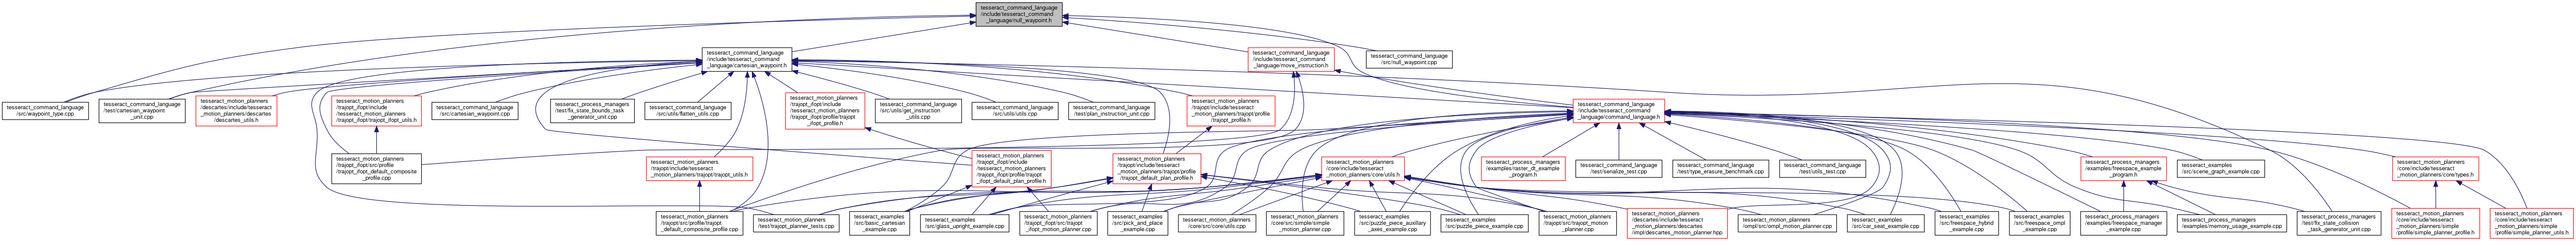 tesseract_command_language
/include/tesseract_command
_language/null_waypoint.h
tesseract_command_language
/include/tesseract_command
_language/cartesian_waypoint.h
tesseract_command_language
/include/tesseract_command
_language/move_instruction.h
tesseract_command_language
/src/null_waypoint.cpp
tesseract_command_language
/src/waypoint_type.cpp
tesseract_command_language
/test/cartesian_waypoint
_unit.cpp
tesseract_motion_planners
/descartes/include/tesseract
_motion_planners/descartes
/descartes_utils.h
tesseract_motion_planners
/trajopt_ifopt/include
/tesseract_motion_planners
/trajopt_ifopt/trajopt_ifopt_utils.h
tesseract_command_language
/src/cartesian_waypoint.cpp
tesseract_process_managers
/test/fix_state_bounds_task
_generator_unit.cpp
tesseract_command_language
/src/utils/flatten_utils.cpp
tesseract_motion_planners
/trajopt_ifopt/include
/tesseract_motion_planners
/trajopt_ifopt/profile/trajopt
_ifopt_profile.h
tesseract_command_language
/src/utils/get_instruction
_utils.cpp
tesseract_command_language
/src/utils/utils.cpp
tesseract_command_language
/test/plan_instruction_unit.cpp
tesseract_motion_planners
/trajopt/include/tesseract
_motion_planners/trajopt/profile
/trajopt_profile.h
tesseract_command_language
/include/tesseract_command
_language/command_language.h
tesseract_motion_planners
/trajopt_ifopt/src/profile
/trajopt_ifopt_default_composite
_profile.cpp
tesseract_motion_planners
/trajopt/include/tesseract
_motion_planners/trajopt/trajopt_utils.h
tesseract_motion_planners
/trajopt_ifopt/include
/tesseract_motion_planners
/trajopt_ifopt/profile/trajopt
_ifopt_default_plan_profile.h
tesseract_motion_planners
/trajopt/include/tesseract
_motion_planners/trajopt/profile
/trajopt_default_plan_profile.h
tesseract_motion_planners
/core/include/tesseract
_motion_planners/core/utils.h
tesseract_process_managers
/examples/raster_dt_example
_program.h
tesseract_command_language
/test/serialize_test.cpp
tesseract_command_language
/test/type_erasure_benchmark.cpp
tesseract_command_language
/test/utils_test.cpp
tesseract_process_managers
/examples/freespace_example
_program.h
tesseract_examples
/src/scene_graph_example.cpp
tesseract_motion_planners
/core/include/tesseract
_motion_planners/core/types.h
tesseract_motion_planners
/trajopt/src/profile/trajopt
_default_composite_profile.cpp
tesseract_motion_planners
/test/trajopt_planner_tests.cpp
tesseract_examples
/src/basic_cartesian
_example.cpp
tesseract_examples
/src/glass_upright_example.cpp
tesseract_motion_planners
/trajopt_ifopt/src/trajopt
_ifopt_motion_planner.cpp
tesseract_examples
/src/pick_and_place
_example.cpp
tesseract_motion_planners
/core/src/core/utils.cpp
tesseract_motion_planners
/core/src/simple/simple
_motion_planner.cpp
tesseract_examples
/src/puzzle_piece_auxillary
_axes_example.cpp
tesseract_examples
/src/puzzle_piece_example.cpp
tesseract_motion_planners
/trajopt/src/trajopt_motion
_planner.cpp
tesseract_motion_planners
/descartes/include/tesseract
_motion_planners/descartes
/impl/descartes_motion_planner.hpp
tesseract_motion_planners
/ompl/src/ompl_motion_planner.cpp
tesseract_examples
/src/car_seat_example.cpp
tesseract_examples
/src/freespace_hybrid
_example.cpp
tesseract_examples
/src/freespace_ompl
_example.cpp
tesseract_process_managers
/examples/freespace_manager
_example.cpp
tesseract_process_managers
/examples/memory_usage_example.cpp
tesseract_process_managers
/test/fix_state_collision
_task_generator_unit.cpp
tesseract_motion_planners
/core/include/tesseract
_motion_planners/simple
/profile/simple_planner_profile.h
tesseract_motion_planners
/core/include/tesseract
_motion_planners/simple
/profile/simple_planner_utils.h